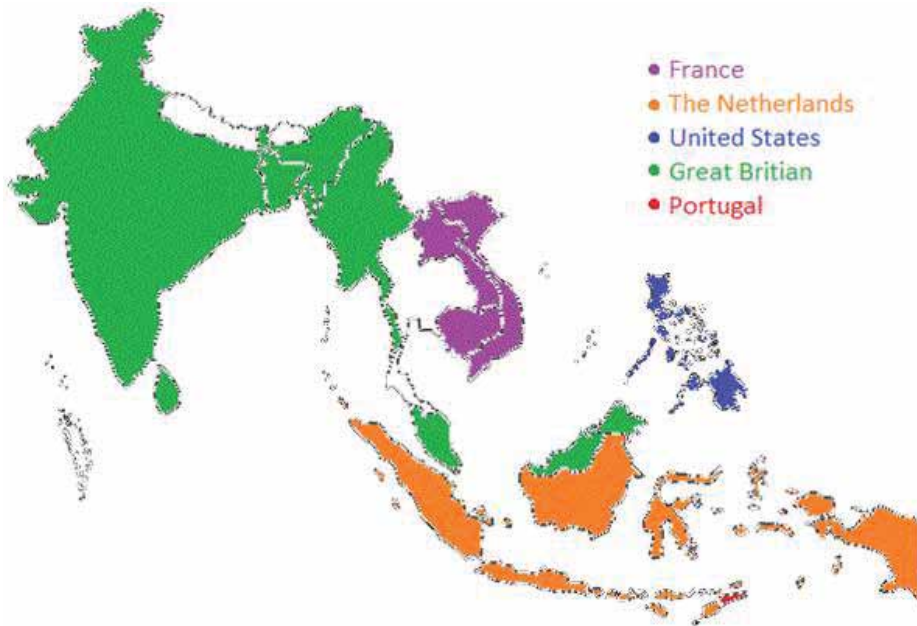 France
The Netherlands
United States
Great Britian
Portugal